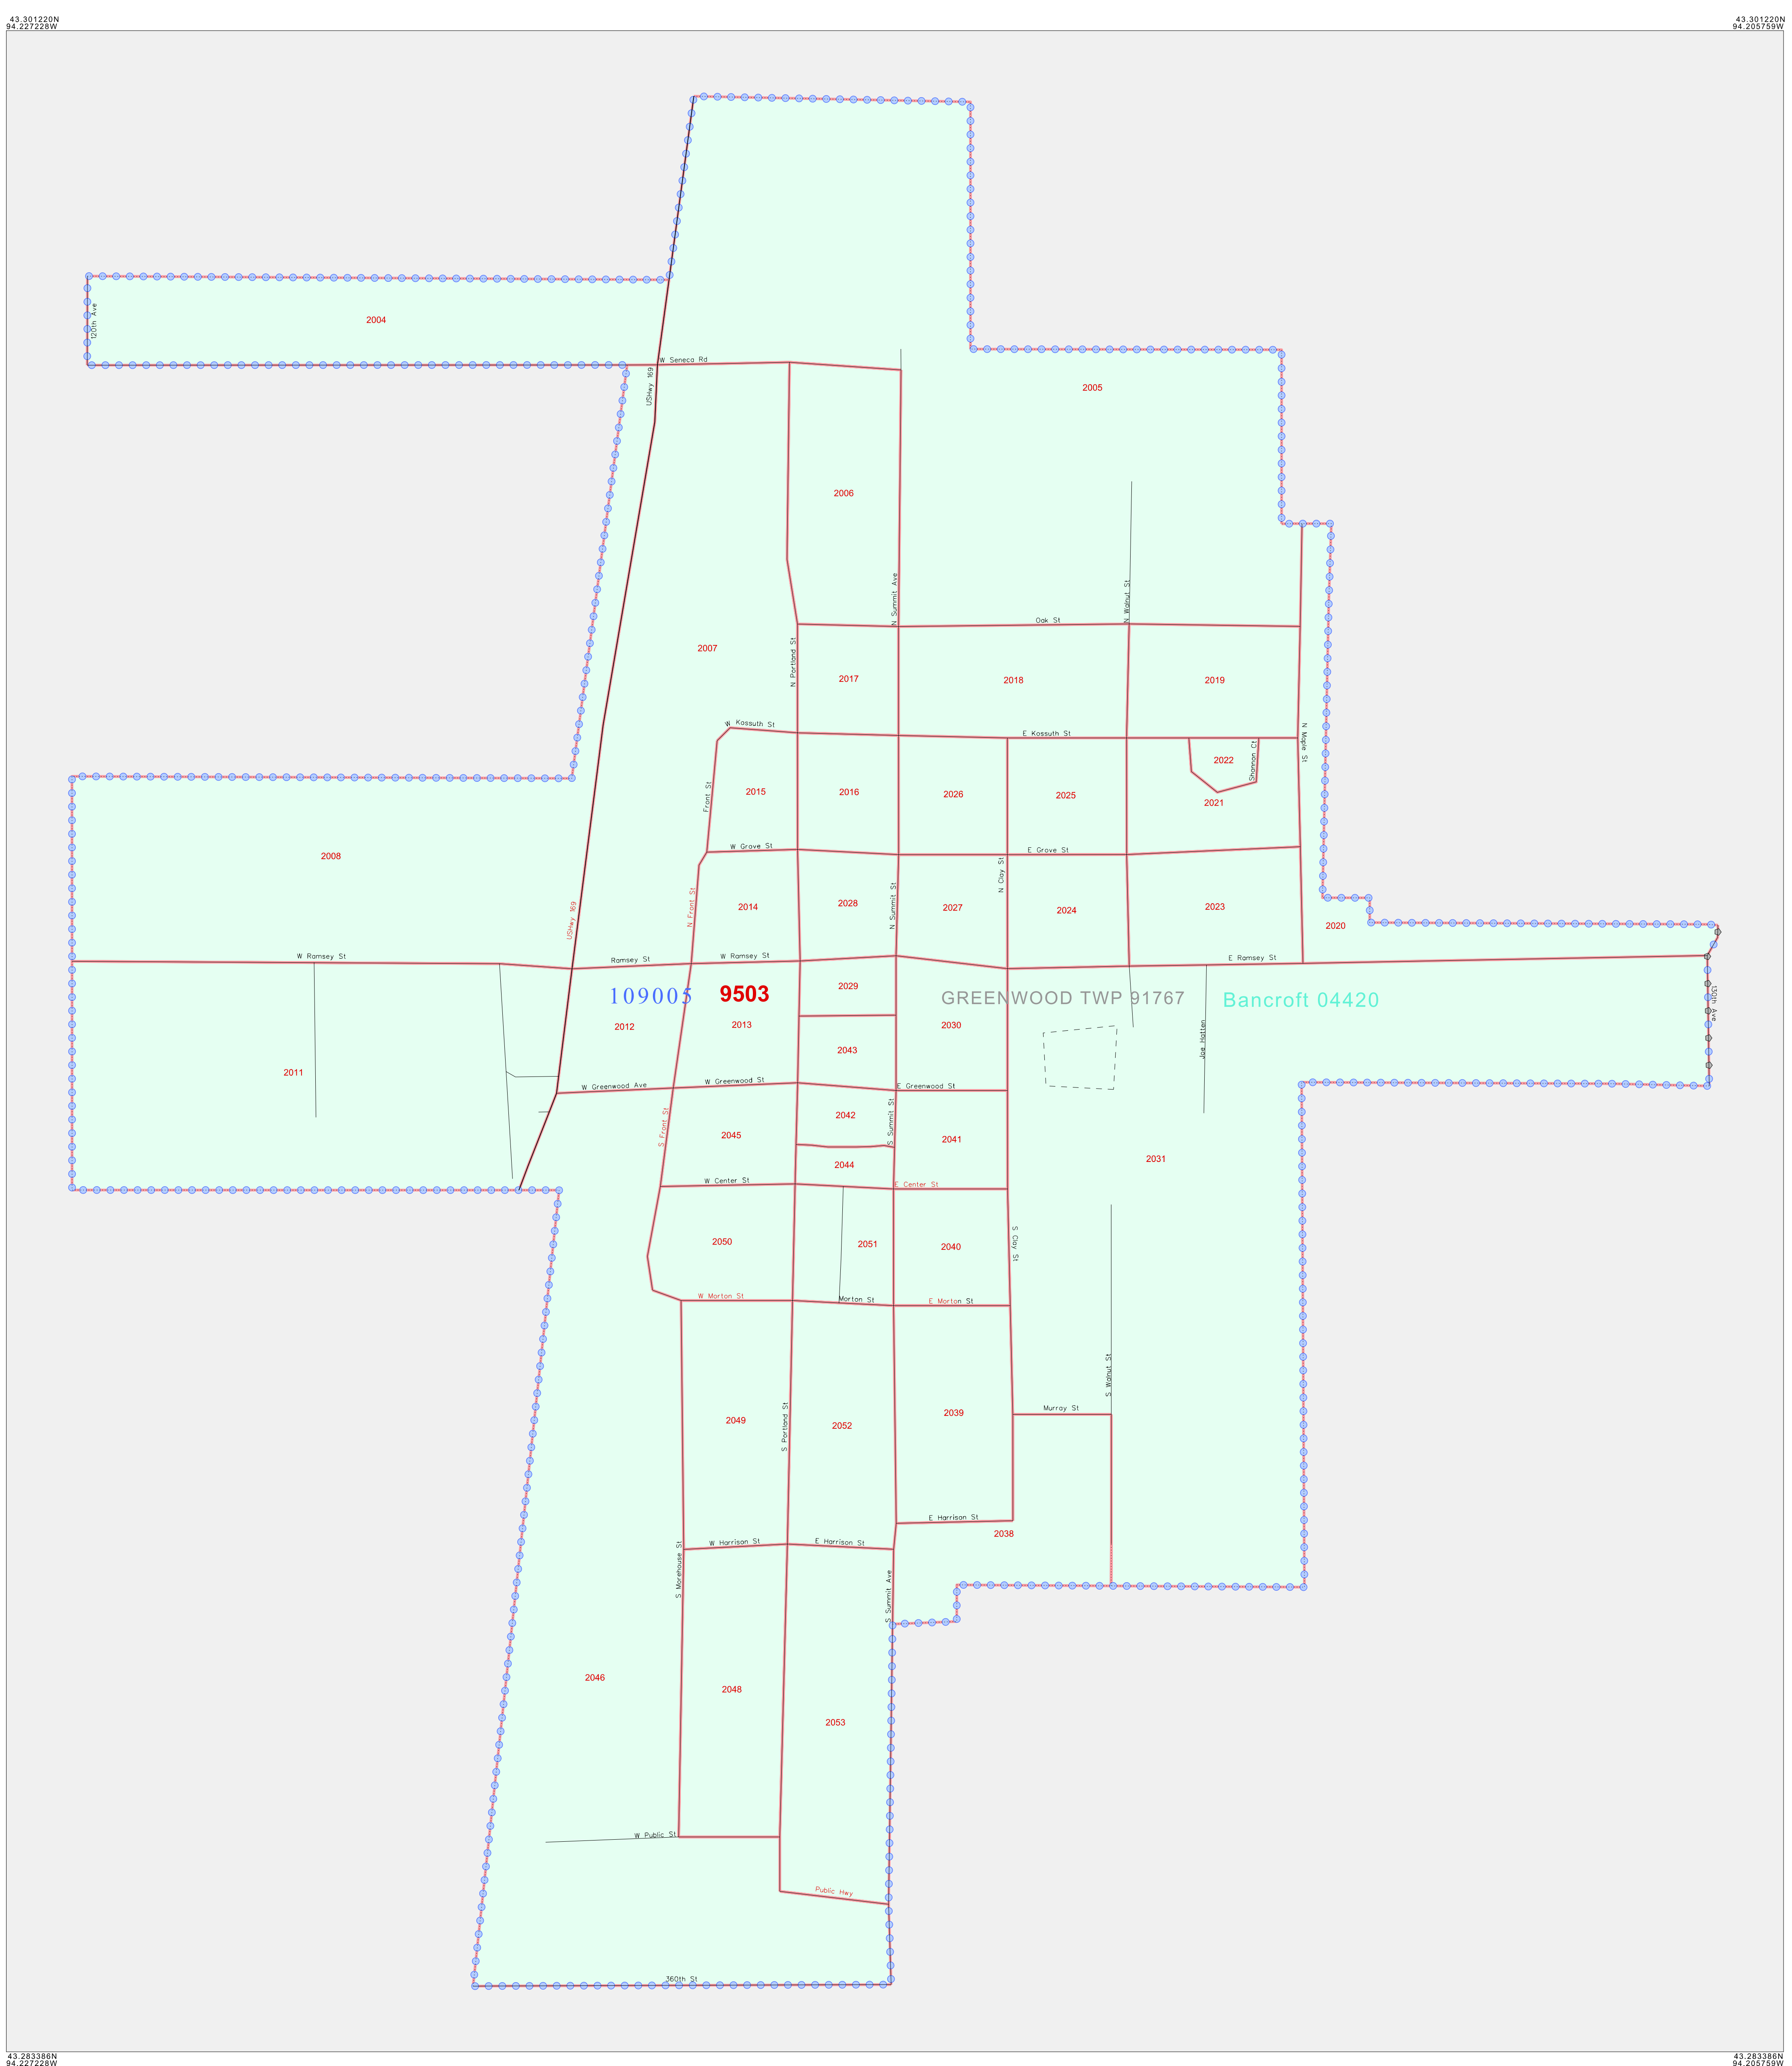 43.301220N
94.227228W
43.301220N
94.205759W
120th Ave
2004
W Seneca Rd
USHwy 169
2005
2006
N Summit Ave
N Walnut St
Oak St
2007
N Portland St
2017
2018
2019
W Kossuth St
E Kossuth St
N Maple St
Shannon Ct
2022
2021
Front St
2015
2016
2026
2025
W Grove St
E Grove St
N Clay St
2008
USHwy 169
N Front St
2014
2028
N Summit St
2027
2024
2023
2020
W Ramsey St
Ramsey St
W Ramsey St
E Ramsey St
109005
9503
2029
GREENWOOD TWP 91767
Bancroft 04420
130th Ave
2012
2013
2030
2043
Joe Hatten
2011
W Greenwood Ave
W Greenwood St
E Greenwood St
S Front St
2045
2042
S Summit St
2041
2044
2031
W Center St
E Center St
2050
2051
2040
S Clay St
W Morton St
Morton St
E Morton St
S Walnut St
2049
S Portland St
2052
2039
Murray St
E Harrison St
2038
W Harrison St
E Harrison St
S Morehouse St
S Summit Ave
2046
2048
2053
W Public St
Public Hwy
360th St
43.283386N
94.227228W
43.283386N
94.205759W